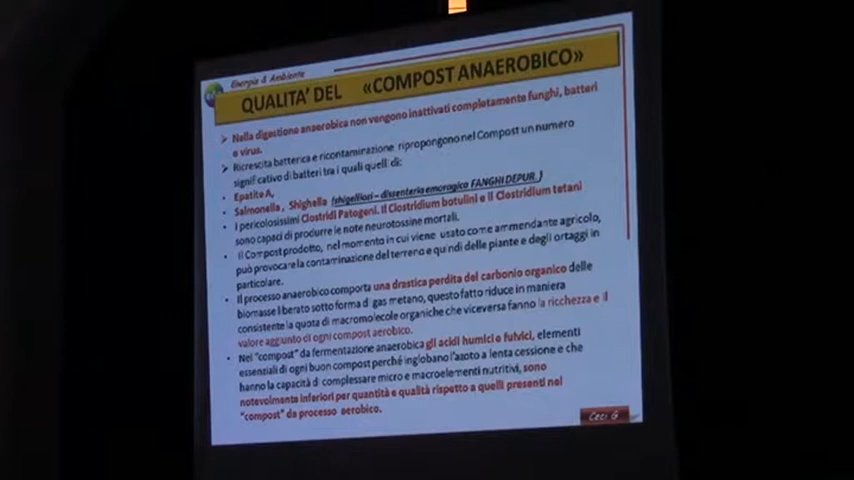 Energia & Ambiente
QUALITA' DEL «COMPOST ANAEROBICO»
Nella digestione anaerobica non vengono inattivati completamente funghi, batteri
o virus.
Ricrescita batterica e ricontaminazione ripropongono nel Compost un numero
significativo di batteri tra i quali quell di:
Epatite A,
Salmonella, Shighella (shigelliori – dissenteria emoragica FANGHI DEPUR. )
I pericolosissimi Clostridi Patogeni. Il Clostridium botulini e il Clostridium tetani
sono capaci di produrre le note neurotossine mortali.
Il Compost prodotto, nel momento in cui viene usato come ammendante agricolo,
può provocare la contaminazione del terreno e quindi delle piante e degli ortaggi in
particolare.
Il processo anaerobico comporta una drastica perdita del carbonio organico delle
biomasse liberato sotto forma di gas metano, questo fatto riduce in maniera
consistente la quota di macromolecole organiche che viceversa fanno la ricchezza e il
valore aggiunto di ogni compost aerobico.
Nel "compost" da fermentazione anaerobica gli acidi humici e fulvici, elementi
essenziali di ogni buon compost perché inglobano l'azoto a lenta cessione e che
hanno la capacità di complessare micro e macroelementi nutritivi, sono
notevolmente inferiori per quantità e qualità rispetto a quelli presenti nel
"compost" da processo aerobico.
Ceci G